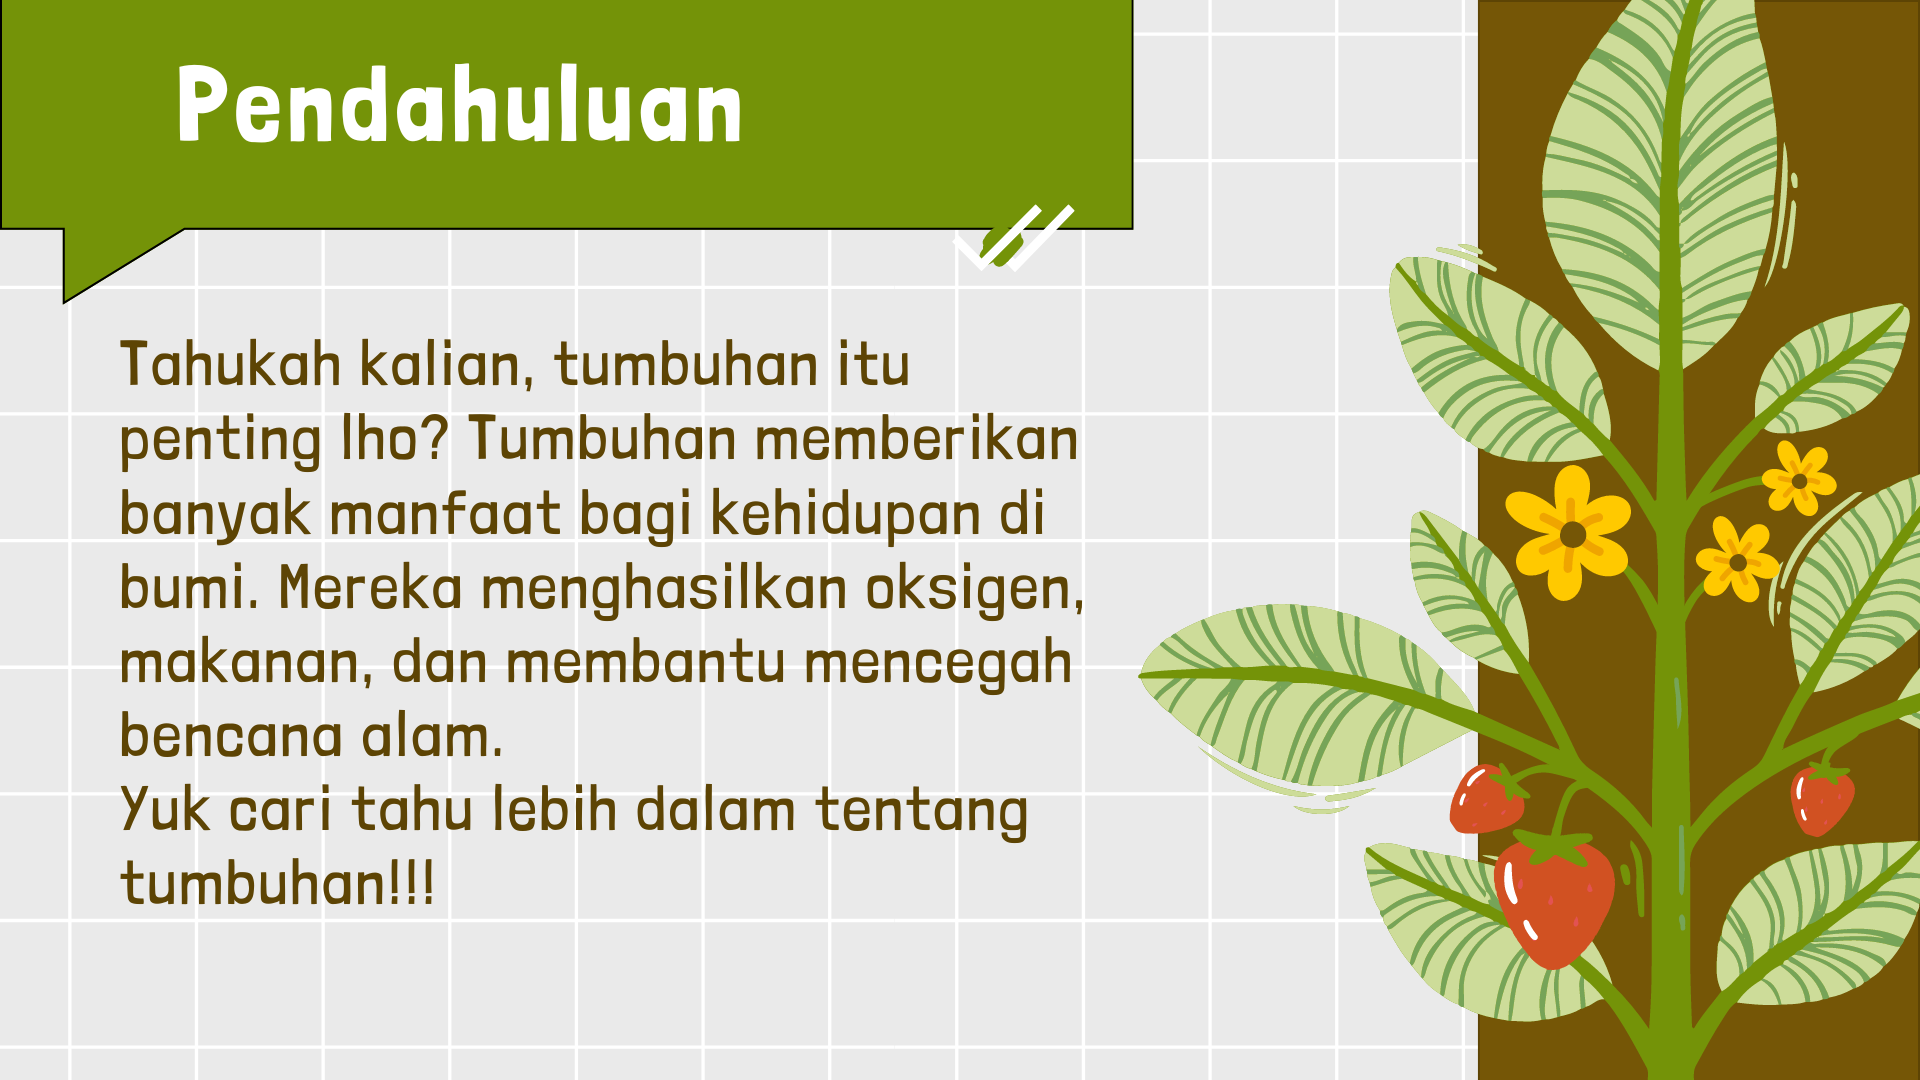 Pendahuluan
Tahukah kalian, tumbuhan itu
penting lho? Tumbuhan memberikan
banyak manfaat bagi kehidupan di
bumi. Mereka menghasilkan oksigen,
makanan, dan membantu mencegah
bencana alam.
Yuk cari tahu lebih dalam tentang
tumbuhan!!!